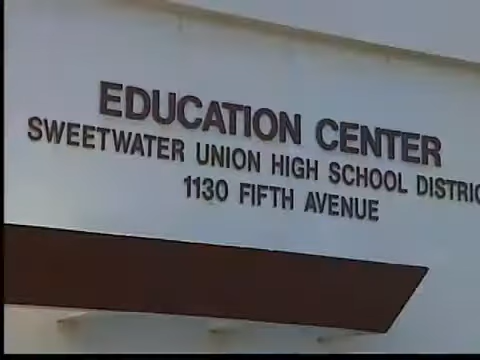 EDUCATION CENTER
SWEETWATER UNION HIGH SCHOOL DISTRIC
1130 FIFTH AVENUE